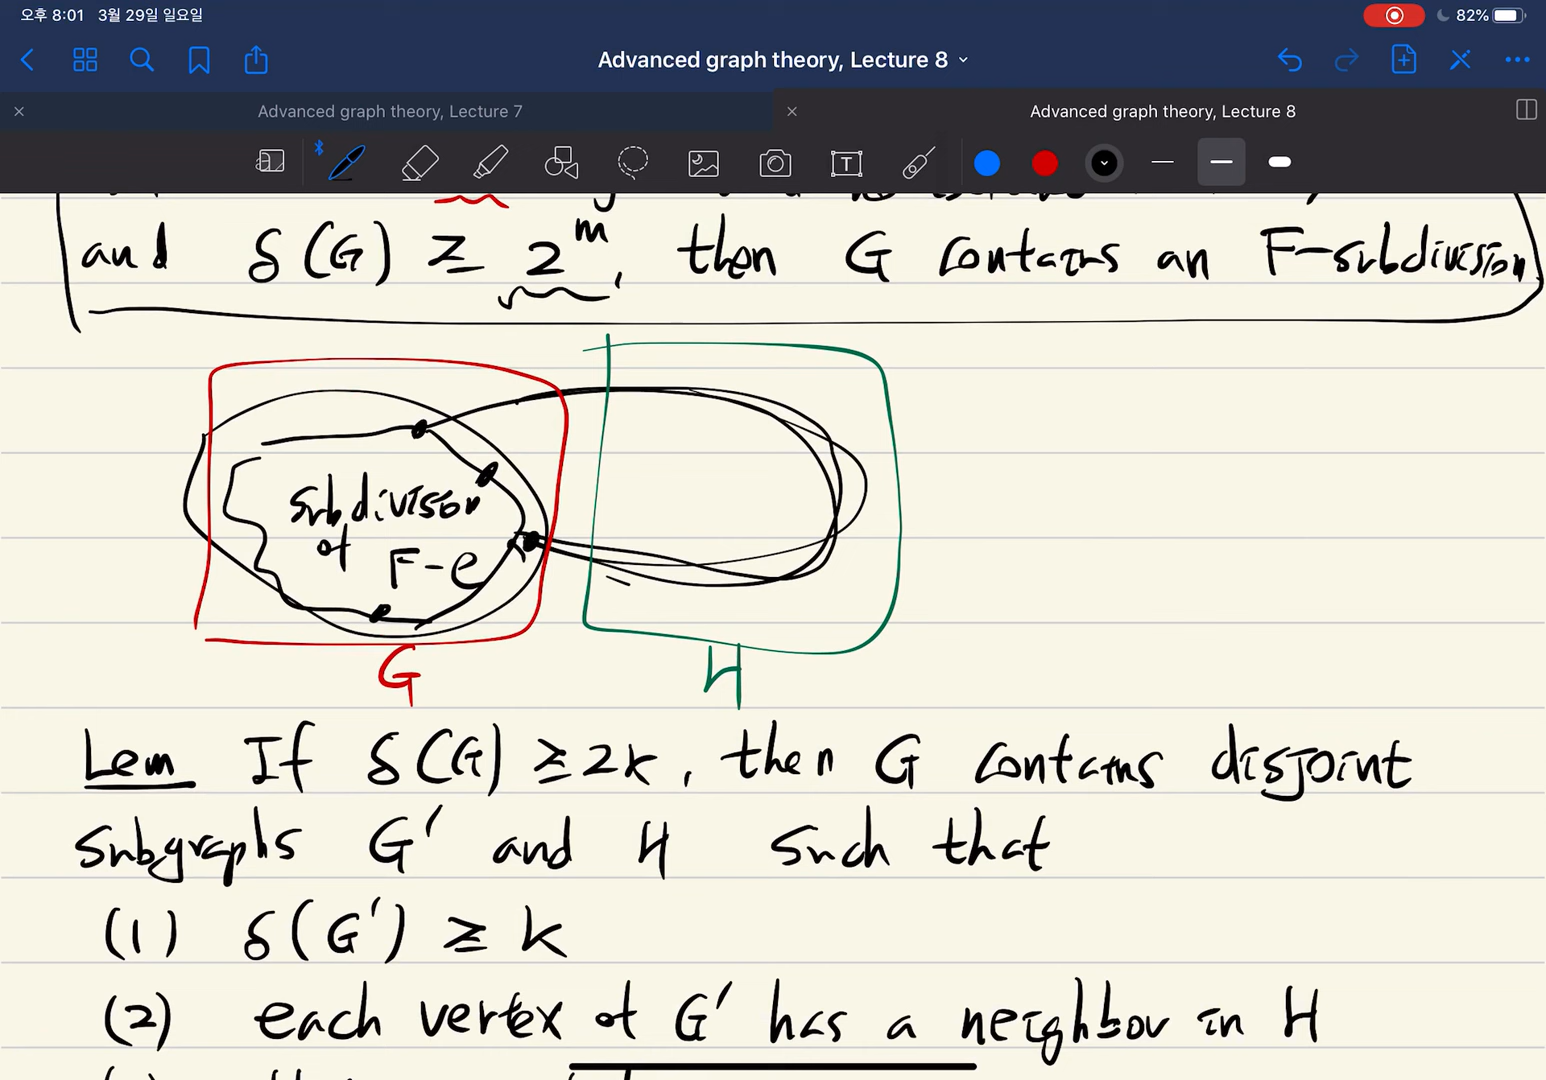 오후 8:01 3월 29일 일요일
82%
Advanced graph theory, Lecture 8
Advanced graph theory, Lecture 7
Advanced graph theory, Lecture 8
and δ(G) ≥ 2^m, then G contains an F-subdivision
subdivision
of F-e
G
H
Lem If δ(G) ≥ 2k, then G contains disjoint
subgraphs G' and H such that
(1) δ(G') ≥ k
(2) each vertex of G' has a neighbor in H